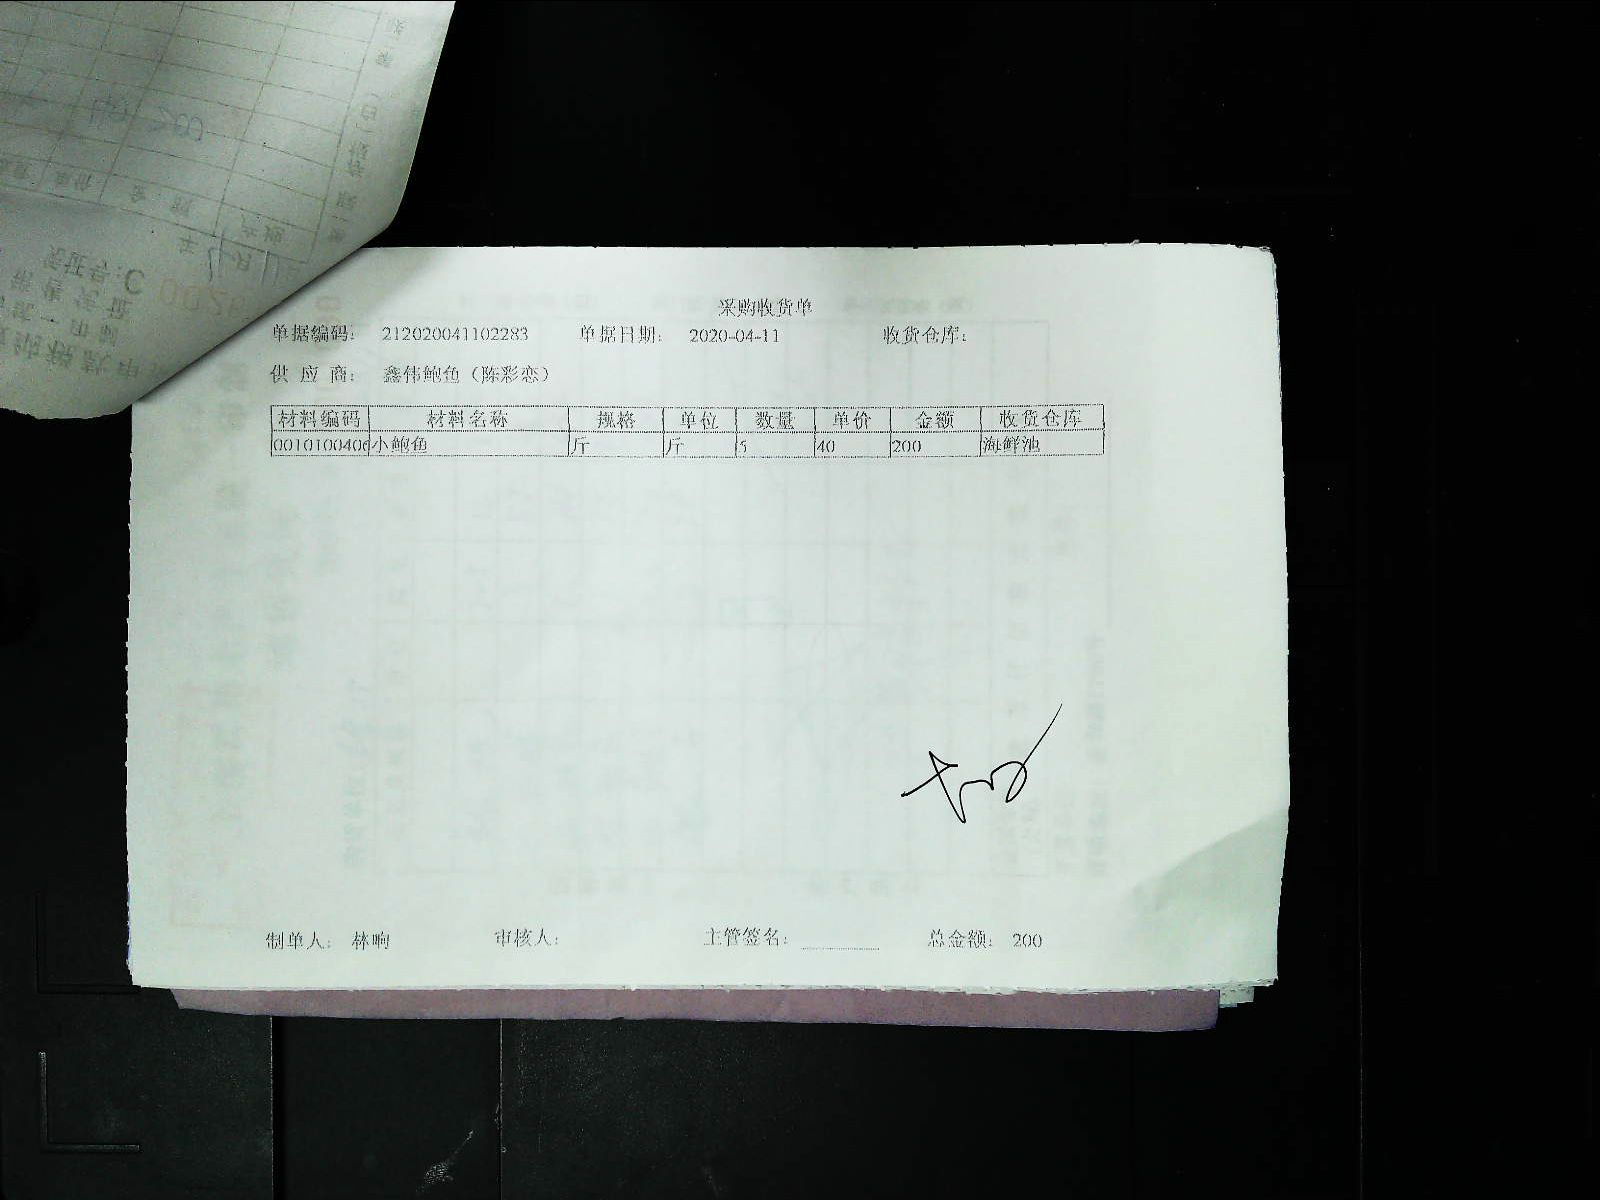 采购收货单
单据编码: 212020041102283 单据日期: 2020-04-11 收货仓库:
供应商: 鑫伟鲍鱼（陈彩恋）
材料编码 材料名称 规格 单位 数量 单价 金额 收货仓库
0010100406 小鲍鱼 斤 斤 5 40 200 海鲜池
制单人: 林响 审核人: 主管签名: 总金额: 200